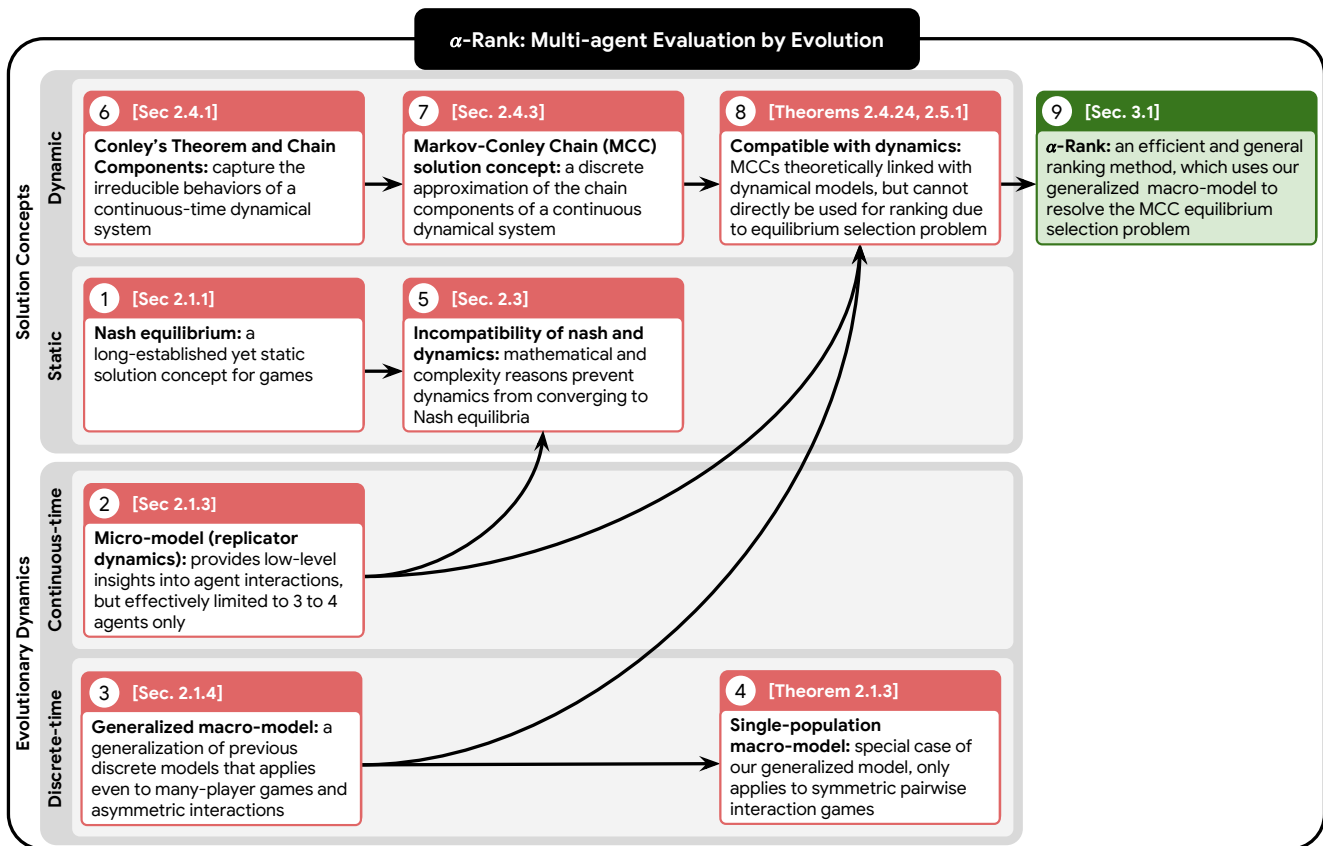 α-Rank: Multi-agent Evaluation by Evolution
Solution Concepts
Dynamic
6 [Sec 2.4.1]
Conley's Theorem and Chain
Components: capture the
irreducible behaviors of a
continuous-time dynamical
system
7 [Sec. 2.4.3]
Markov-Conley Chain (MCC)
solution concept: a discrete
approximation of the chain
components of a continuous
dynamical system
8 [Theorems 2.4.24, 2.5.1]
Compatible with dynamics:
MCCs theoretically linked with
dynamical models, but cannot
directly be used for ranking due
to equilibrium selection problem
9 [Sec. 3.1]
α-Rank: an efficient and general
ranking method, which uses our
generalized macro-model to
resolve the MCC equilibrium
selection problem
Static
1 [Sec 2.1.1]
Nash equilibrium: a
long-established yet static
solution concept for games
5 [Sec. 2.3]
Incompatibility of nash and
dynamics: mathematical and
complexity reasons prevent
dynamics from converging to
Nash equilibria
Evolutionary Dynamics
Continuous-time
2 [Sec 2.1.3]
Micro-model (replicator
dynamics): provides low-level
insights into agent interactions,
but effectively limited to 3 to 4
agents only
Discrete-time
3 [Sec. 2.1.4]
Generalized macro-model: a
generalization of previous
discrete models that applies
even to many-player games and
asymmetric interactions
4 [Theorem 2.1.3]
Single-population
macro-model: special case of
our generalized model, only
applies to symmetric pairwise
interaction games